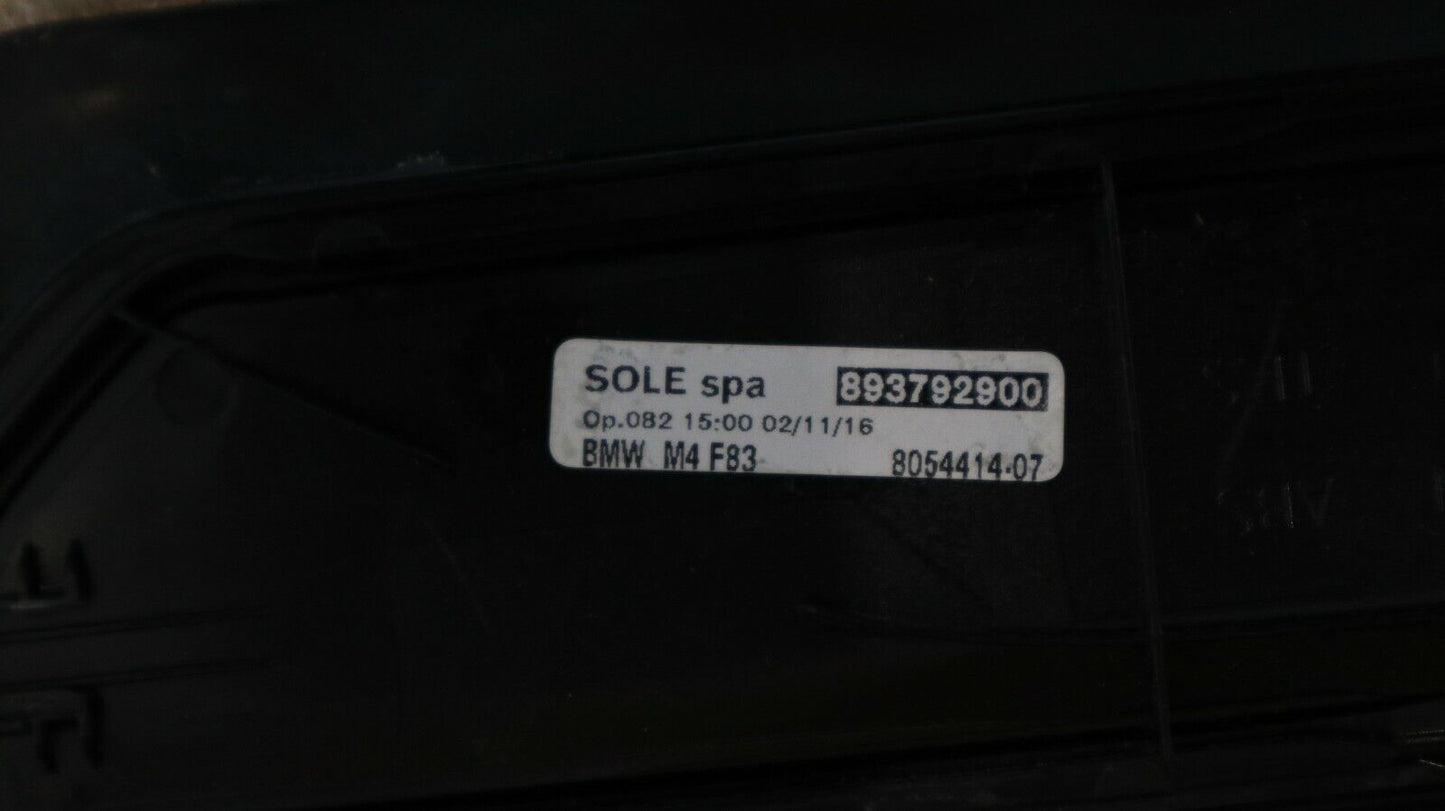 SOLE spa 893792900
Op.082 15:00 02/11/16
BMW M4 F83 8054414-07